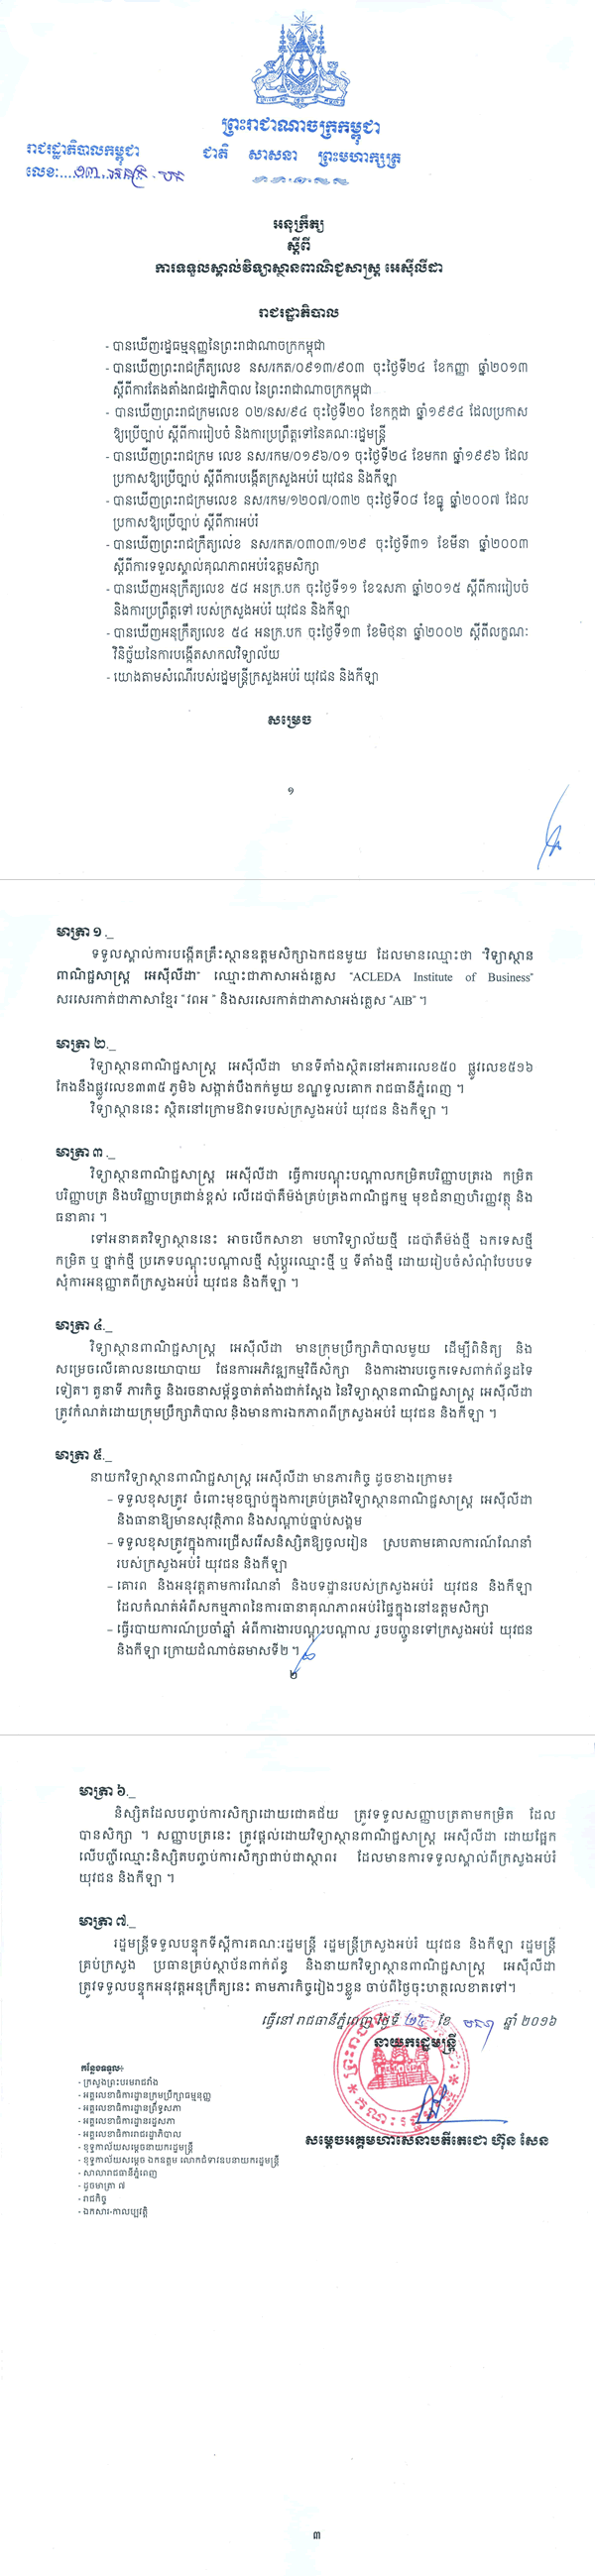 ព្រះរាជាណាចក្រកម្ពុជា
រាជរដ្ឋាភិបាលកម្ពុជា
ជាតិ សាសនា ព្រះមហាក្សត្រ
លេខ:...១៣.អនក្រ.បក
អនុក្រឹត្យ
ស្តីពី
ការទទួលស្គាល់វិទ្យាស្ថានពាណិជ្ជសាស្ត្រ អេស៊ីលីដា
រាជរដ្ឋាភិបាល
- បានឃើញរដ្ឋធម្មនុញ្ញនៃព្រះរាជាណាចក្រកម្ពុជា
- បានឃើញព្រះរាជក្រឹត្យលេខ នស/រកត/០៩១៣/៩០៣ ចុះថ្ងៃទី២៤ ខែកញ្ញា ឆ្នាំ២០១៣
ស្តីពីការតែងតាំងរាជរដ្ឋាភិបាល នៃព្រះរាជាណាចក្រកម្ពុជា
- បានឃើញព្រះរាជក្រមលេខ ០២/នស/៩៤ ចុះថ្ងៃទី២០ ខែកក្កដា ឆ្នាំ១៩៩៤ ដែលប្រកាស
ឱ្យប្រើច្បាប់ ស្តីពីការរៀបចំ និងការប្រព្រឹត្តទៅនៃគណៈរដ្ឋមន្ត្រី
- បានឃើញព្រះរាជក្រម លេខ នស/រកម/០១៩៦/០១ ចុះថ្ងៃទី២៤ ខែមករា ឆ្នាំ១៩៩៦ ដែល
ប្រកាសឱ្យប្រើច្បាប់ ស្តីពីការបង្កើតក្រសួងអប់រំ យុវជន និងកីឡា
- បានឃើញព្រះរាជក្រមលេខ នស/រកម/១២០៧/០៣២ ចុះថ្ងៃទី០៨ ខែធ្នូ ឆ្នាំ២០០៧ ដែល
ប្រកាសឱ្យប្រើច្បាប់ ស្តីពីការអប់រំ
- បានឃើញព្រះរាជក្រឹត្យលេខ នស/រកត/០៣០៣/១២៩ ចុះថ្ងៃទី៣១ ខែមីនា ឆ្នាំ២០០៣
ស្តីពីការទទួលស្គាល់គុណភាពអប់រំឧត្តមសិក្សា
- បានឃើញអនុក្រឹត្យលេខ ៥៨ អនក្រ.បក ចុះថ្ងៃទី១១ ខែឧសភា ឆ្នាំ២០១៥ ស្តីពីការរៀបចំ
និងការប្រព្រឹត្តទៅ របស់ក្រសួងអប់រំ យុវជន និងកីឡា
- បានឃើញអនុក្រឹត្យលេខ ៥៤ អនក្រ.បក ចុះថ្ងៃទី១៣ ខែមិថុនា ឆ្នាំ២០០២ ស្តីពីលក្ខណៈ
វិនិច្ឆ័យនៃការបង្កើតសាកលវិទ្យាល័យ
- យោងតាមសំណើរបស់រដ្ឋមន្ត្រីក្រសួងអប់រំ យុវជន និងកីឡា
សម្រេច
១
មាត្រា ១._
ទទួលស្គាល់ការបង្កើតគ្រឹះស្ថានឧត្តមសិក្សាឯកជនមួយ ដែលមានឈ្មោះថា "វិទ្យាស្ថាន
ពាណិជ្ជសាស្ត្រ អេស៊ីលីដា" ឈ្មោះជាភាសាអង់គ្លេស "ACLEDA Institute of Business"
សរសេរកាត់ជាភាសាខ្មែរ "វពអ" និងសរសេរកាត់ជាភាសាអង់គ្លេស "AIB" ។
មាត្រា ២._
វិទ្យាស្ថានពាណិជ្ជសាស្ត្រ អេស៊ីលីដា មានទីតាំងស្ថិតនៅអគារលេខ៥០ ផ្លូវលេខ៥១៦
កែងនឹងផ្លូវលេខ៣៣៥ ភូមិ៦ សង្កាត់បឹងកក់មួយ ខណ្ឌទួលគោក រាជធានីភ្នំពេញ ។
វិទ្យាស្ថាននេះ ស្ថិតនៅក្រោមឱវាទរបស់ក្រសួងអប់រំ យុវជន និងកីឡា ។
មាត្រា ៣._
វិទ្យាស្ថានពាណិជ្ជសាស្ត្រ អេស៊ីលីដា ធ្វើការបណ្តុះបណ្តាលកម្រិតបរិញ្ញាបត្ររង កម្រិត
បរិញ្ញាបត្រ និងបរិញ្ញាបត្រជាន់ខ្ពស់ លើដេប៉ាតឺម៉ង់គ្រប់គ្រងពាណិជ្ជកម្ម មុខជំនាញហិរញ្ញវត្ថុ និង
ធនាគារ ។
ទៅអនាគតវិទ្យាស្ថាននេះ អាចបើកសាខា មហាវិទ្យាល័យថ្មី ដេប៉ាតឺម៉ង់ថ្មី ឯកទេសថ្មី
កម្រិត ឬ ថ្នាក់ថ្មី ប្រភេទបណ្តុះបណ្តាលថ្មី សុំប្តូរឈ្មោះថ្មី ឬ ទីតាំងថ្មី ដោយរៀបចំសំណុំបែបបទ
សុំការអនុញ្ញាតពីក្រសួងអប់រំ យុវជន និងកីឡា ។
មាត្រា ៤._
វិទ្យាស្ថានពាណិជ្ជសាស្ត្រ អេស៊ីលីដា មានក្រុមប្រឹក្សាភិបាលមួយ ដើម្បីពិនិត្យ និង
សម្រេចលើគោលនយោបាយ ផែនការអភិវឌ្ឍកម្មវិធីសិក្សា និងការងារបច្ចេកទេសពាក់ព័ន្ធដទៃ
ទៀត។ តួនាទី ភារកិច្ច និងរចនាសម្ព័ន្ធចាត់តាំងជាក់ស្តែង នៃវិទ្យាស្ថានពាណិជ្ជសាស្ត្រ អេស៊ីលីដា
ត្រូវកំណត់ដោយក្រុមប្រឹក្សាភិបាល និងមានការឯកភាពពីក្រសួងអប់រំ យុវជន និងកីឡា ។
មាត្រា ៥._
នាយកវិទ្យាស្ថានពាណិជ្ជសាស្ត្រ អេស៊ីលីដា មានភារកិច្ច ដូចខាងក្រោម៖
– ទទួលខុសត្រូវ ចំពោះមុខច្បាប់ក្នុងការគ្រប់គ្រងវិទ្យាស្ថានពាណិជ្ជសាស្ត្រ អេស៊ីលីដា
និងធានាឱ្យមានសុវត្ថិភាព និងសណ្តាប់ធ្នាប់សង្គម
– ទទួលខុសត្រូវក្នុងការជ្រើសរើសនិស្សិតឱ្យចូលរៀន ស្របតាមគោលការណ៍ណែនាំ
របស់ក្រសួងអប់រំ យុវជន និងកីឡា
– គោរព និងអនុវត្តតាមការណែនាំ និងបទដ្ឋានរបស់ក្រសួងអប់រំ យុវជន និងកីឡា
ដែលកំណត់អំពីសកម្មភាពនៃការធានាគុណភាពអប់រំផ្ទៃក្នុងនៅឧត្តមសិក្សា
– ធ្វើរបាយការណ៍ប្រចាំឆ្នាំ អំពីការងារបណ្តុះបណ្តាល រួចបញ្ជូនទៅក្រសួងអប់រំ យុវជន
និងកីឡា ក្រោយដំណាច់ឆមាសទី២ ។
២
មាត្រា ៦._
និស្សិតដែលបញ្ចប់ការសិក្សាដោយជោគជ័យ ត្រូវទទួលសញ្ញាបត្រតាមកម្រិត ដែល
បានសិក្សា ។ សញ្ញាបត្រនេះ ត្រូវផ្តល់ដោយវិទ្យាស្ថានពាណិជ្ជសាស្ត្រ អេស៊ីលីដា ដោយផ្អែក
លើបញ្ជីឈ្មោះនិស្សិតបញ្ចប់ការសិក្សាជាប់ជាស្ថាពរ ដែលមានការទទួលស្គាល់ពីក្រសួងអប់រំ
យុវជន និងកីឡា ។
មាត្រា ៧._
រដ្ឋមន្ត្រីទទួលបន្ទុកទីស្តីការគណៈរដ្ឋមន្ត្រី រដ្ឋមន្ត្រីក្រសួងអប់រំ យុវជន និងកីឡា រដ្ឋមន្ត្រី
គ្រប់ក្រសួង ប្រធានគ្រប់ស្ថាប័នពាក់ព័ន្ធ និងនាយកវិទ្យាស្ថានពាណិជ្ជសាស្ត្រ អេស៊ីលីដា
ត្រូវទទួលបន្ទុកអនុវត្តអនុក្រឹត្យនេះ តាមភារកិច្ចរៀងៗខ្លួន ចាប់ពីថ្ងៃចុះហត្ថលេខាតទៅ។
ធ្វើនៅ រាជធានីភ្នំពេញ ថ្ងៃទី ២៥ ខែ មករា ឆ្នាំ ២០១៦
នាយករដ្ឋមន្ត្រី
សម្តេចអគ្គមហាសេនាបតីតេជោ ហ៊ុន សែន
កន្លែងទទួល÷
- ក្រសួងព្រះបរមរាជវាំង
- អគ្គលេខាធិការដ្ឋានក្រុមប្រឹក្សាធម្មនុញ្ញ
- អគ្គលេខាធិការដ្ឋានព្រឹទ្ធសភា
- អគ្គលេខាធិការដ្ឋានរដ្ឋសភា
- អគ្គលេខាធិការរាជរដ្ឋាភិបាល
- ខុទ្ទកាល័យសម្តេចនាយករដ្ឋមន្ត្រី
- ខុទ្ទកាល័យសម្តេច ឯកឧត្តម លោកជំទាវឧបនាយករដ្ឋមន្ត្រី
- សាលារាជធានីភ្នំពេញ
- ដូចមាត្រា ៧
- រាជកិច្ច
- ឯកសារ-កាលប្បវត្តិ
៣